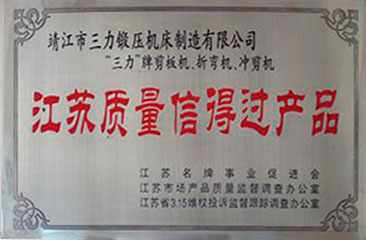 靖江市三力锻压机床制造有限公司
“三力”牌剪板机、折弯机、冲剪机
江苏质量信得过产品
江苏名牌事业促进会
江苏市场产品质量监督调查办公室
江苏省3.15维权投诉监督跟踪调查办公室